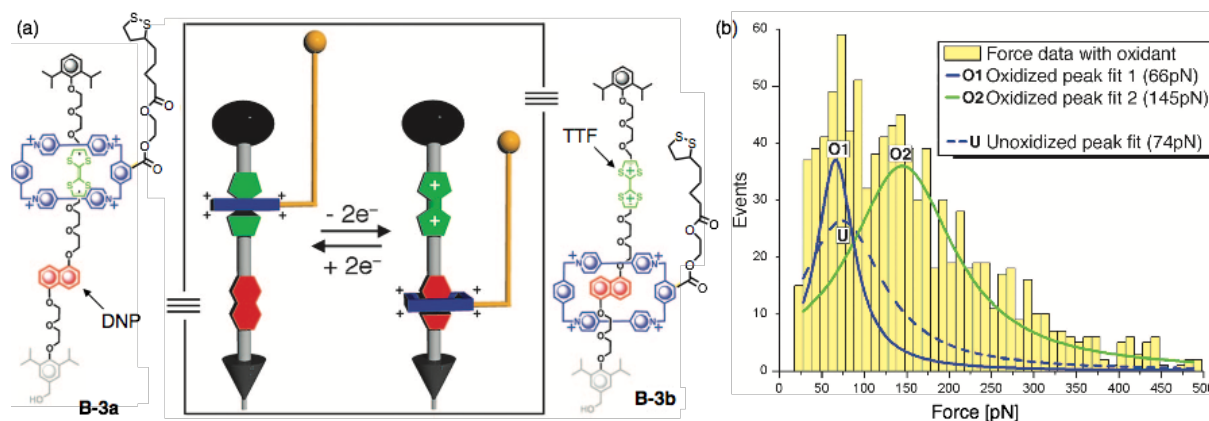 (a)
S•S
O
O
O
O
O
O
O
O
N
N
+
+
S
S
S
S
O
O
N
N
+
+
O
O
O
O
DNP
O
O
O
HO
B-3a
+
+
+
+
- 2e⁻
+ 2e⁻
+
+
+
+
+
+
TTF
O
O
O
S
S
+
+
S
S
O
O
O
N
N
+
+
N
N
+
+
O
O
O
O
O
HO
S•S
O
O
O
O
B-3b
(b)
60
50
40
30
20
10
0
Events
O1
O2
U
Force data with oxidant
O1 Oxidized peak fit 1 (66pN)
O2 Oxidized peak fit 2 (145pN)
U Unoxidized peak fit (74pN)
50
100
150
200
250
300
350
400
450
500
Force [pN]